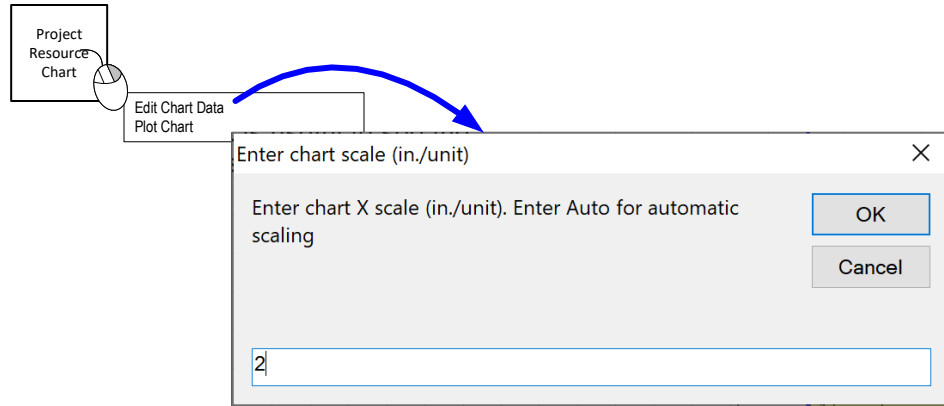 Project
Resource
Chart
Edit Chart Data
Plot Chart
Enter chart scale (in./unit)
Enter chart X scale (in./unit). Enter Auto for automatic
scaling
OK
Cancel
2